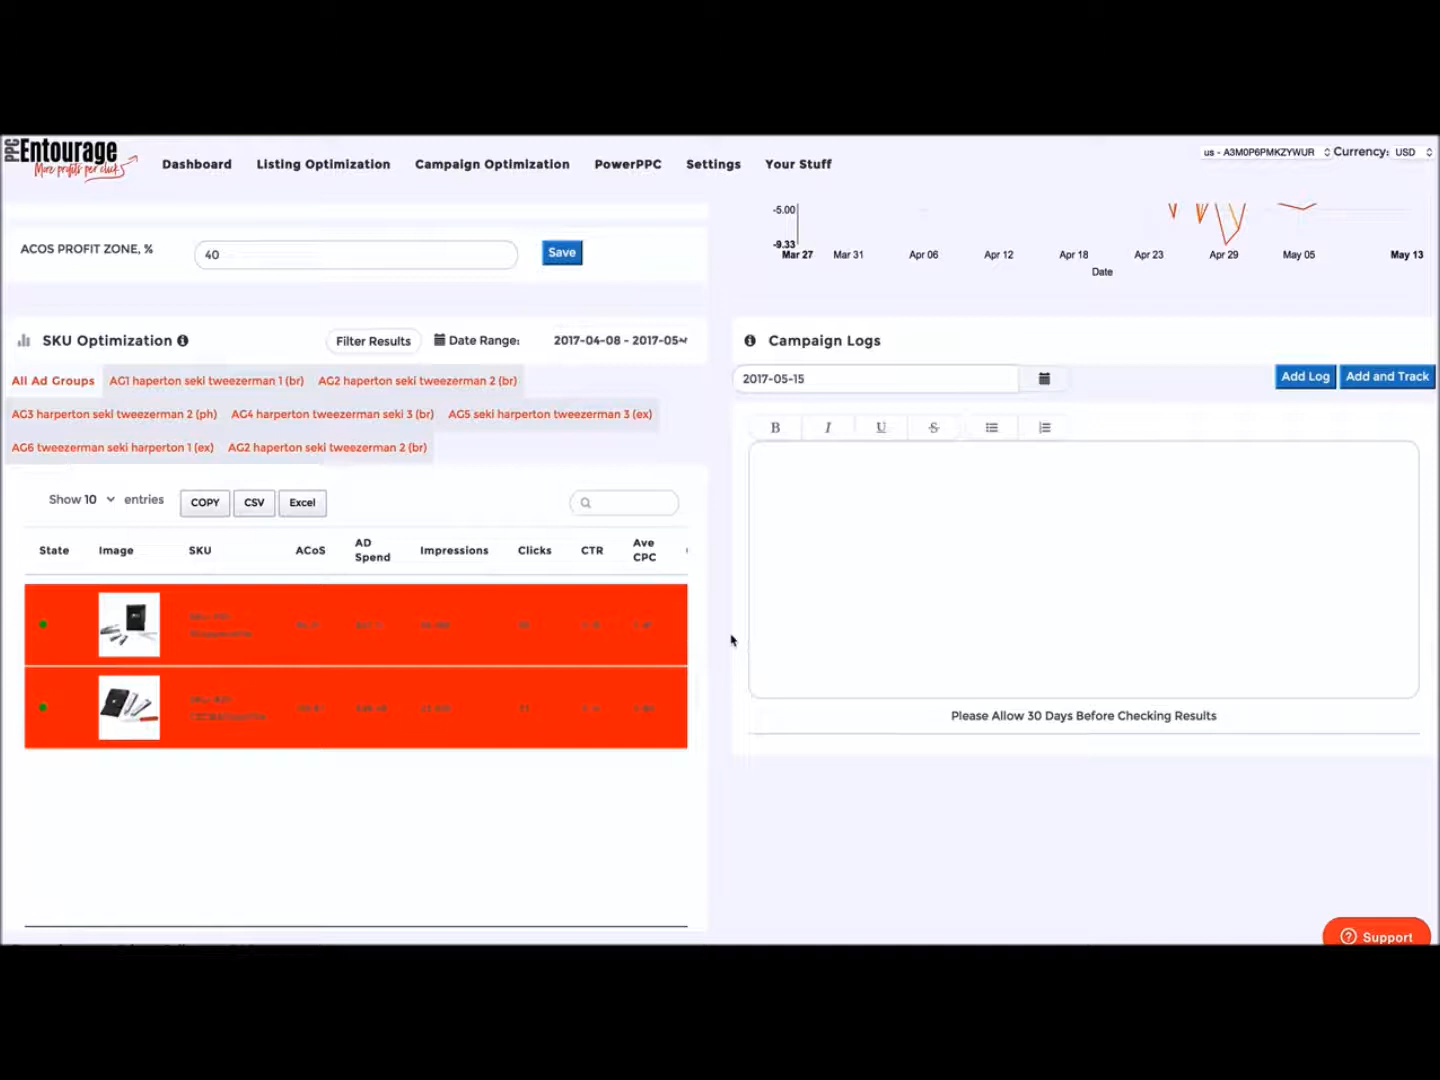 PPC Entourage
More profits per click
Dashboard Listing Optimization Campaign Optimization PowerPPC Settings Your Stuff
us - A3M0P6PMKZYWUR Currency: USD
ACOS PROFIT ZONE, % 40 Save
-5.00
-9.33
Mar 27 Mar 31 Apr 06 Apr 12 Apr 18 Apr 23 Apr 29 May 05 May 13
Date
SKU Optimization Filter Results Date Range: 2017-04-08 - 2017-05-
All Ad Groups AG1 haperton seki tweezerman 1 (br) AG2 haperton seki tweezerman 2 (br)
AG3 harperton seki tweezerman 2 (ph) AG4 harperton tweezerman seki 3 (br) AG5 seki harperton tweezerman 3 (ex)
AG6 tweezerman seki harperton 1 (ex) AG2 haperton seki tweezerman 2 (br)
Show 10 entries COPY CSV Excel
State Image SKU ACoS AD Spend Impressions Clicks CTR Ave CPC
Campaign Logs
2017-05-15 Add Log Add and Track
B I U S
Please Allow 30 Days Before Checking Results
Support